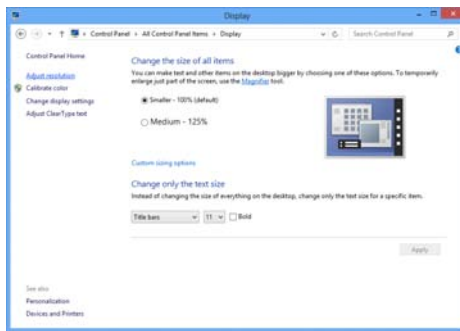 Display
Control Panel
All Control Panel Items
Display
Search Control Panel
Control Panel Home
Adjust resolution
Calibrate color
Change display settings
Adjust ClearType text
Change the size of all items
You can make text and other items on the desktop bigger by choosing one of these options. To temporarily
enlarge just part of the screen, use the Magnifier tool.
Smaller - 100% (default)
Medium - 125%
Custom sizing options
Change only the text size
Instead of changing the size of everything on the desktop, change only the text size for a specific item.
Title bars
11
Bold
Apply
See also
Personalization
Devices and Printers